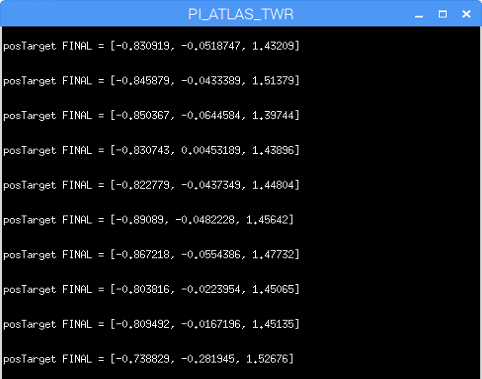 PI_ATLAS_TWR
posTarget FINAL = [-0.830919, -0.0518747, 1.43209]
posTarget FINAL = [-0.845879, -0.0433389, 1.51379]
posTarget FINAL = [-0.850367, -0.0644584, 1.39744]
posTarget FINAL = [-0.830743, 0.00453189, 1.43896]
posTarget FINAL = [-0.822779, -0.0437349, 1.44804]
posTarget FINAL = [-0.89089, -0.0482228, 1.45642]
posTarget FINAL = [-0.867218, -0.0554386, 1.47732]
posTarget FINAL = [-0.803816, -0.0223954, 1.45065]
posTarget FINAL = [-0.809492, -0.0167196, 1.45135]
posTarget FINAL = [-0.738829, -0.281945, 1.52676]